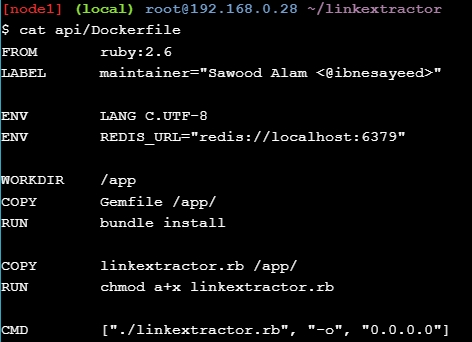 [node1] (local) root@192.168.0.28 ~/linkextractor
$ cat api/Dockerfile
FROM ruby:2.6
LABEL maintainer="Sawood Alam <@ibnesayeed>"
ENV LANG C.UTF-8
ENV REDIS_URL="redis://localhost:6379"
WORKDIR /app
COPY Gemfile /app/
RUN bundle install
COPY linkextractor.rb /app/
RUN chmod a+x linkextractor.rb
CMD ["./linkextractor.rb", "-o", "0.0.0.0"]